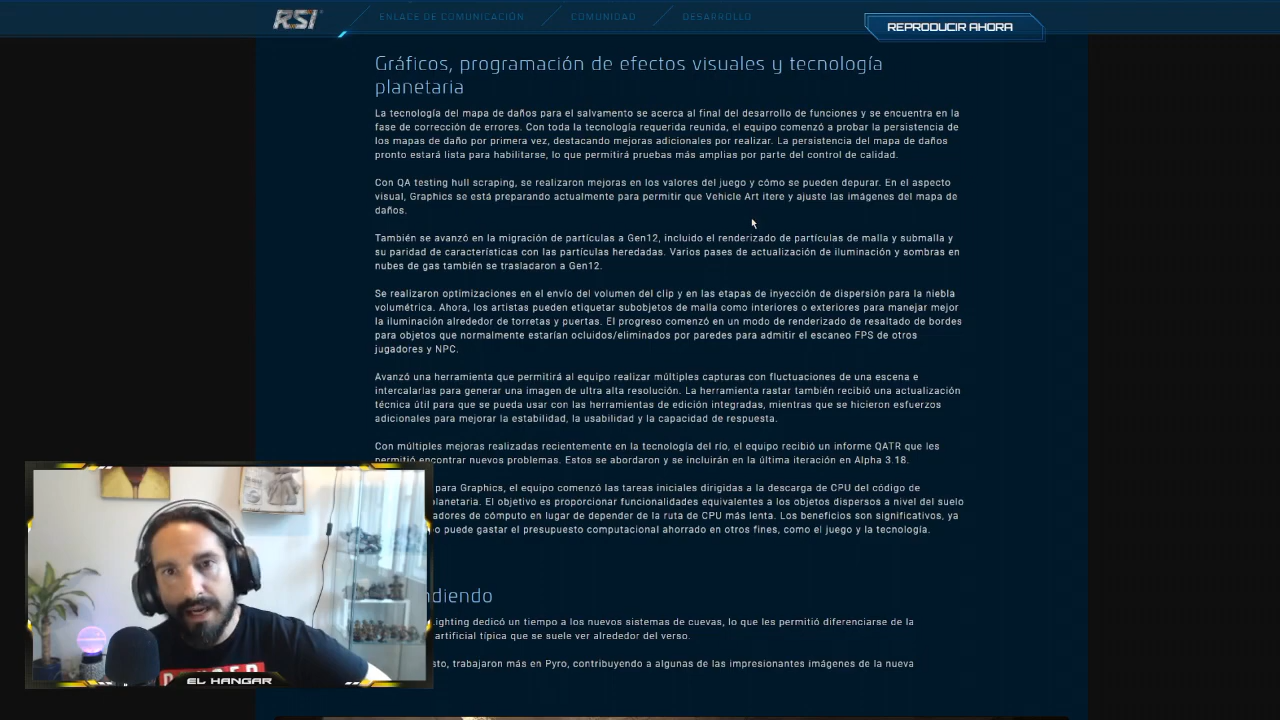 RSI
ENLACE DE COMUNICACIÓN
COMUNIDAD
DESARROLLO
REPRODUCIR AHORA
Gráficos, programación de efectos visuales y tecnología
planetaria
La tecnología del mapa de daños para el salvamento se acerca al final del desarrollo de funciones y se encuentra en la
fase de corrección de errores. Con toda la tecnología requerida reunida, el equipo comenzó a probar la persistencia de
los mapas de daño por primera vez, destacando mejoras adicionales por realizar. La persistencia del mapa de daños
pronto estará lista para habilitarse, lo que permitirá pruebas más amplias por parte del control de calidad.
Con QA testing hull scraping, se realizaron mejoras en los valores del juego y cómo se pueden depurar. En el aspecto
visual, Graphics se está preparando actualmente para permitir que Vehicle Art itere y ajuste las imágenes del mapa de
daños.
También se avanzó en la migración de partículas a Gen12, incluido el renderizado de partículas de malla y submalla y
su paridad de características con las partículas heredadas. Varios pases de actualización de iluminación y sombras en
nubes de gas también se trasladaron a Gen12.
Se realizaron optimizaciones en el envío del volumen del clip y en las etapas de inyección de dispersión para la niebla
volumétrica. Ahora, los artistas pueden etiquetar subobjetos de malla como interiores o exteriores para manejar mejor
la iluminación alrededor de torretas y puertas. El progreso comenzó en un modo de renderizado de resaltado de bordes
para objetos que normalmente estarían ocluidos/eliminados por paredes para admitir el escaneo FPS de otros
jugadores y NPC.
Avanzó una herramienta que permitirá al equipo realizar múltiples capturas con fluctuaciones de una escena e
intercalarlas para generar una imagen de ultra alta resolución. La herramienta rastar también recibió una actualización
técnica útil para que se pueda usar con las herramientas de edición integradas, mientras que se hicieron esfuerzos
adicionales para mejorar la estabilidad, la usabilidad y la capacidad de respuesta.
Con múltiples mejoras realizadas recientemente en la tecnología del río, el equipo recibió un informe QATR que les
permitió encontrar nuevos problemas. Estos se abordaron y se incluirán en la última iteración en Alpha 3.18.
para Graphics, el equipo comenzó las tareas iniciales dirigidas a la descarga de CPU del código de
planetaria. El objetivo es proporcionar funcionalidades equivalentes a los objetos dispersos a nivel del suelo
adores de cómputo en lugar de depender de la ruta de CPU más lenta. Los beneficios son significativos, ya
o puede gastar el presupuesto computacional ahorrado en otros fines, como el juego y la tecnología.
ndiendo
Lighting dedicó un tiempo a los nuevos sistemas de cuevas, lo que les permitió diferenciarse de la
artificial típica que se suele ver alrededor del verso.
sto, trabajaron más en Pyro, contribuyendo a algunas de las impresionantes imágenes de la nueva
EL HANGAR